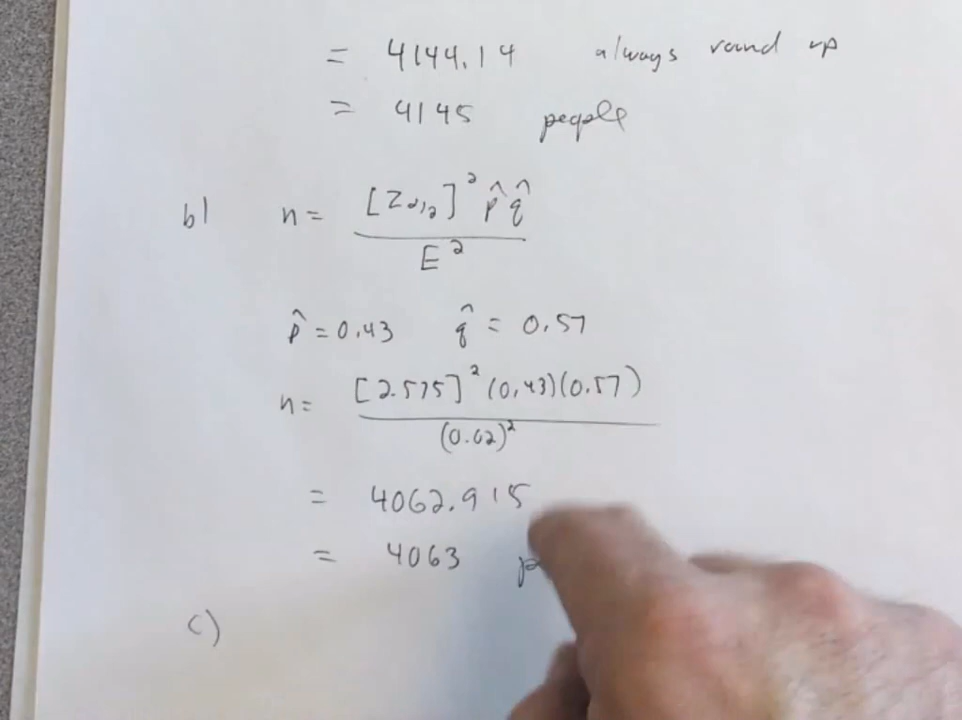 = 4144.14 always round up
= 4145 people
b) n = [Zα/2]² p̂ q̂
E²
p̂ = 0.43 q̂ = 0.57
n = [2.575]² (0.43)(0.57)
(0.02)²
= 4062.915
= 4063
c)